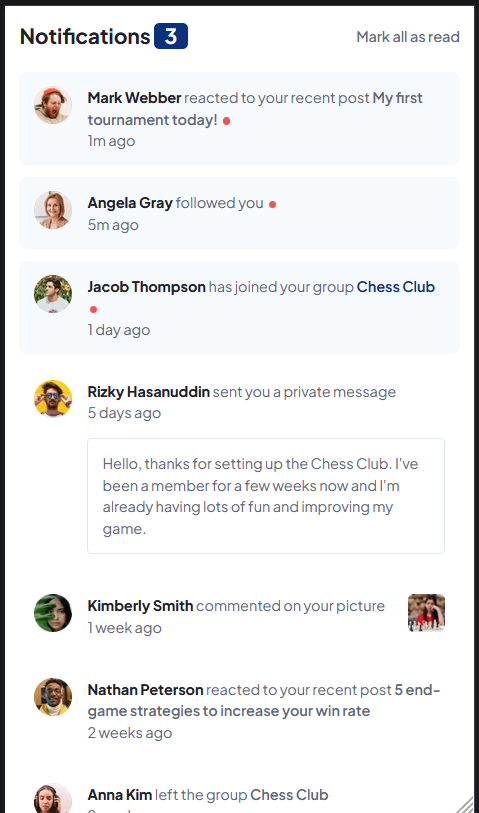 Notifications 3
Mark all as read
Mark Webber reacted to your recent post My first
tournament today!
1m ago
Angela Gray followed you
5m ago
Jacob Thompson has joined your group Chess Club
1 day ago
Rizky Hasanuddin sent you a private message
5 days ago
Hello, thanks for setting up the Chess Club. I've
been a member for a few weeks now and I'm
already having lots of fun and improving my
game.
Kimberly Smith commented on your picture
1 week ago
Nathan Peterson reacted to your recent post 5 end-
game strategies to increase your win rate
2 weeks ago
Anna Kim left the group Chess Club